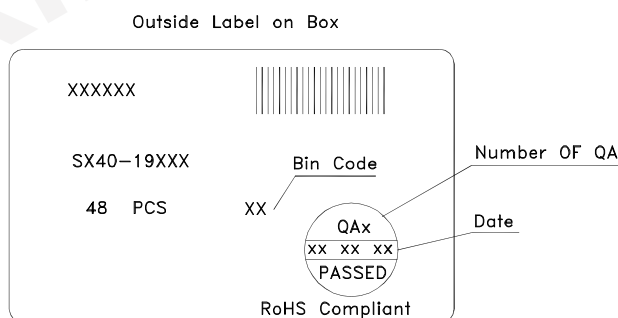 Outside Label on Box
XXXXXX
SX40-19XXX
Bin Code
Number OF QA
48 PCS
XX
QAx
Date
xx xx xx
PASSED
RoHS Compliant